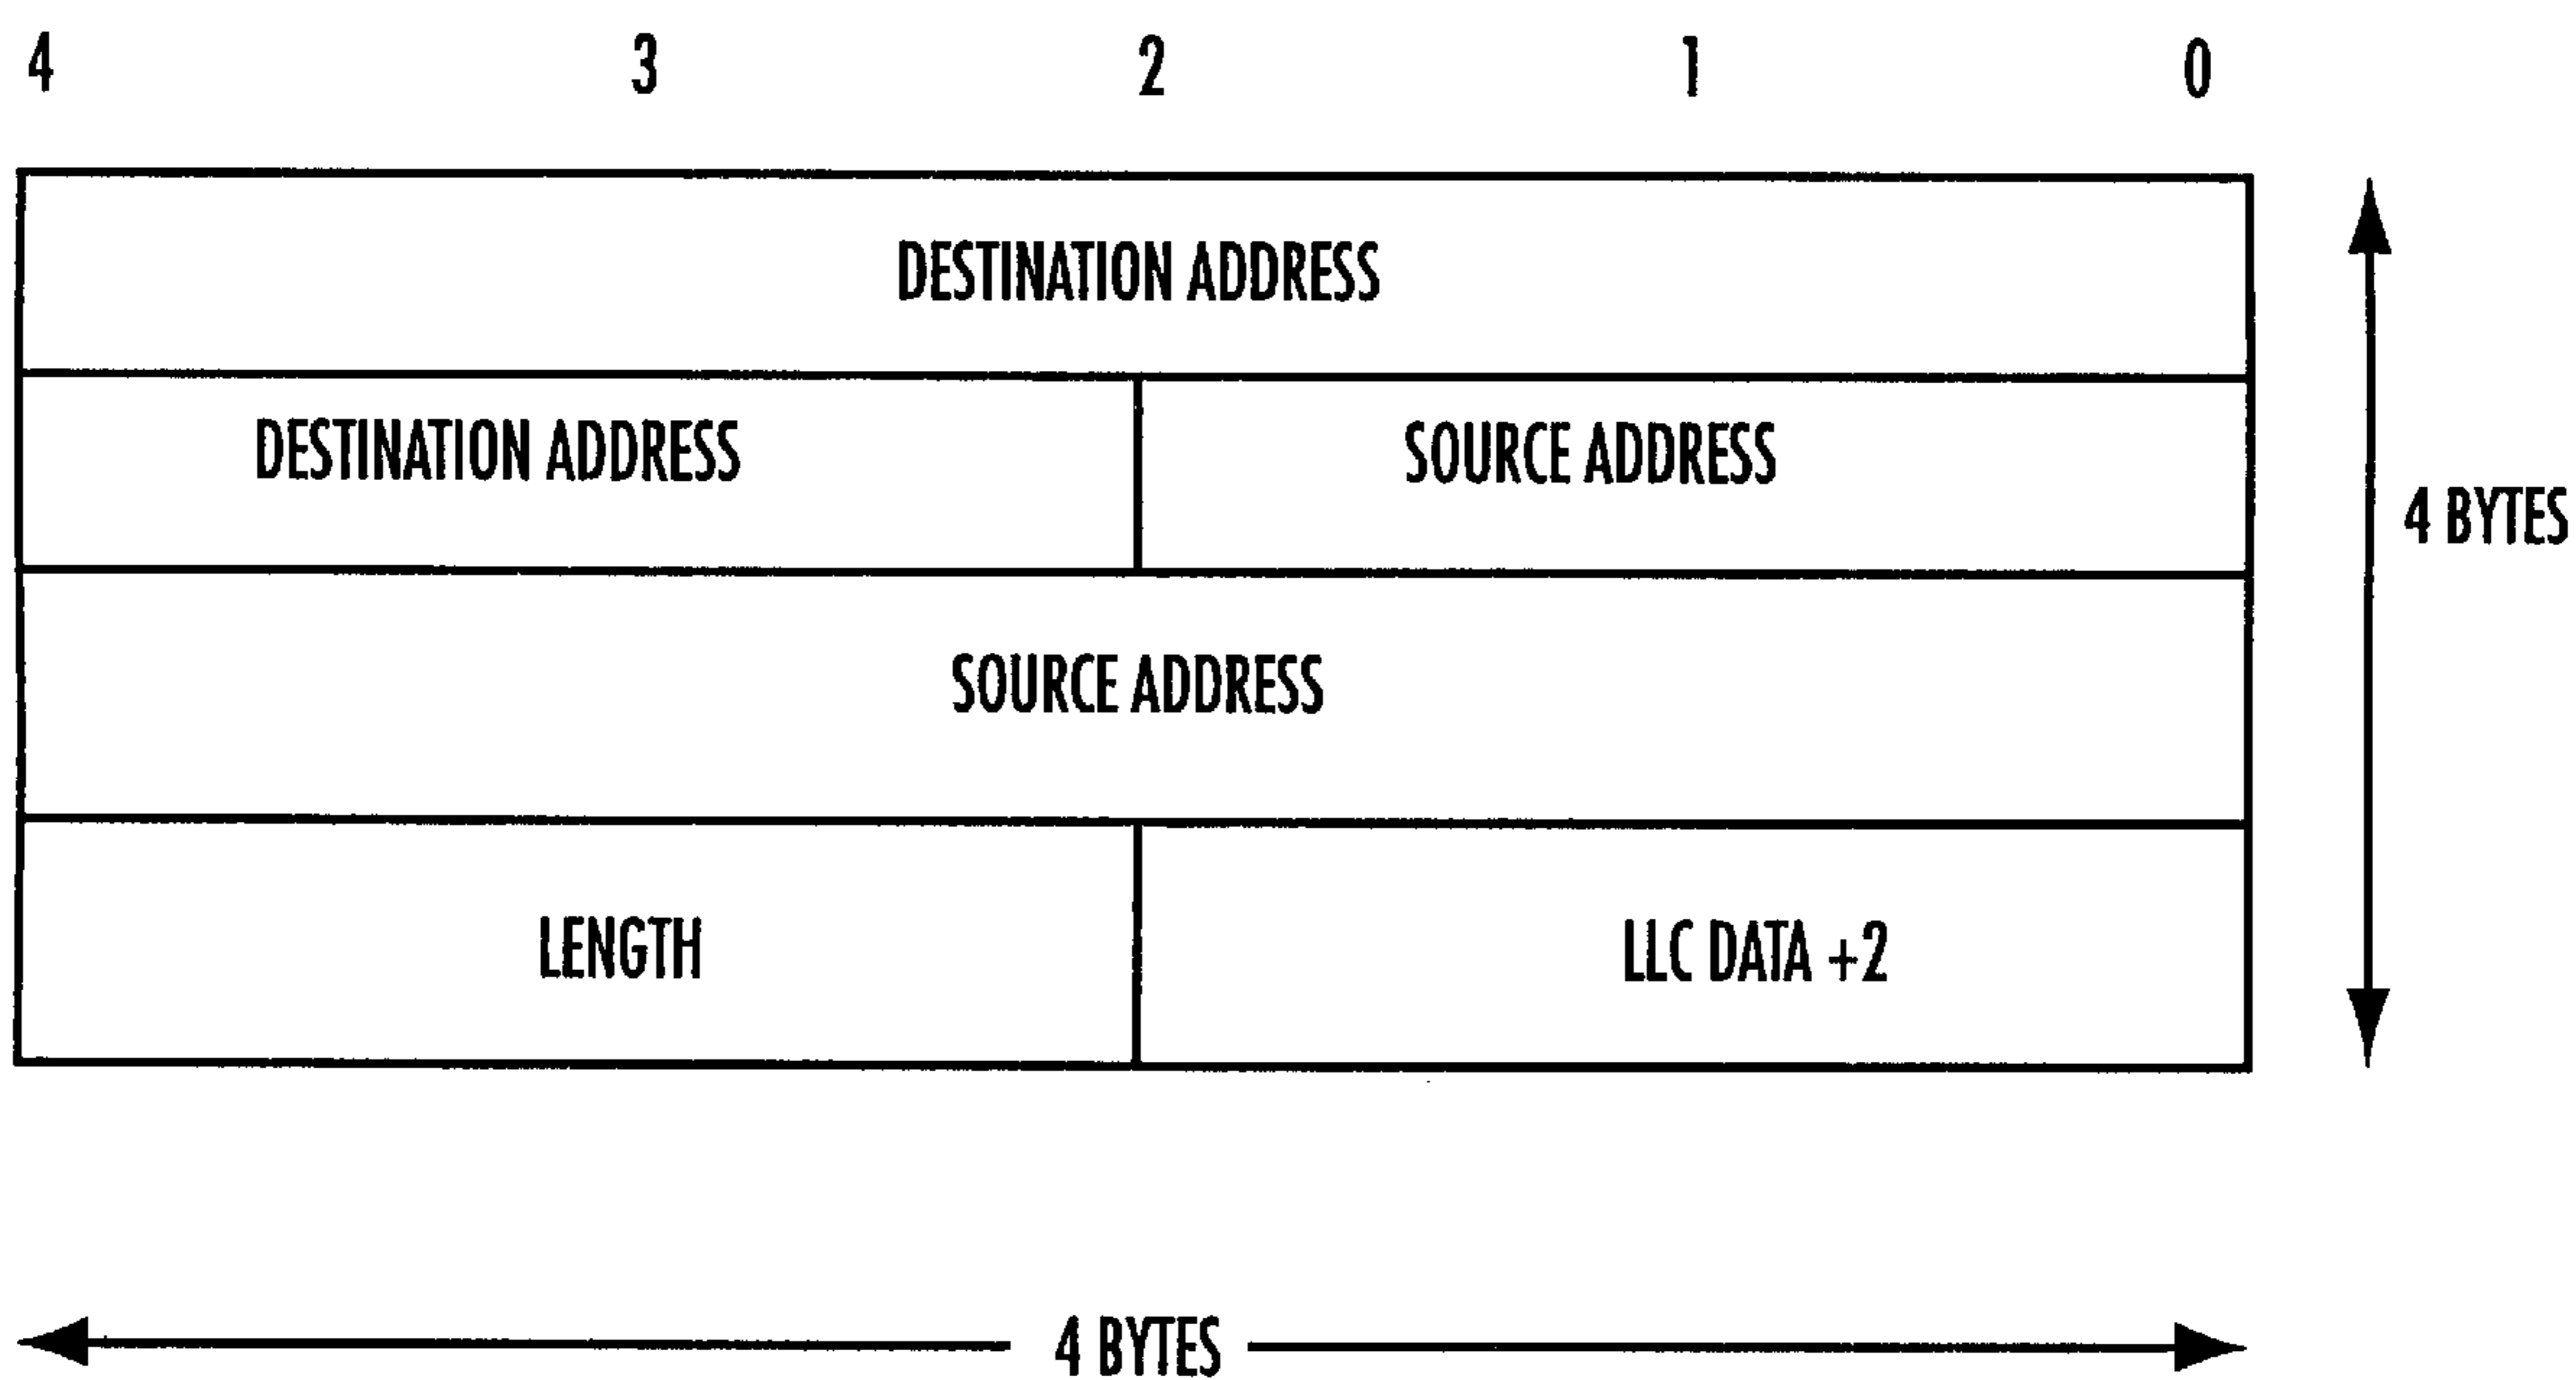 4 3 2 1 0
DESTINATION ADDRESS
DESTINATION ADDRESS SOURCE ADDRESS
4 BYTES
SOURCE ADDRESS
LENGTH LLC DATA +2
4 BYTES